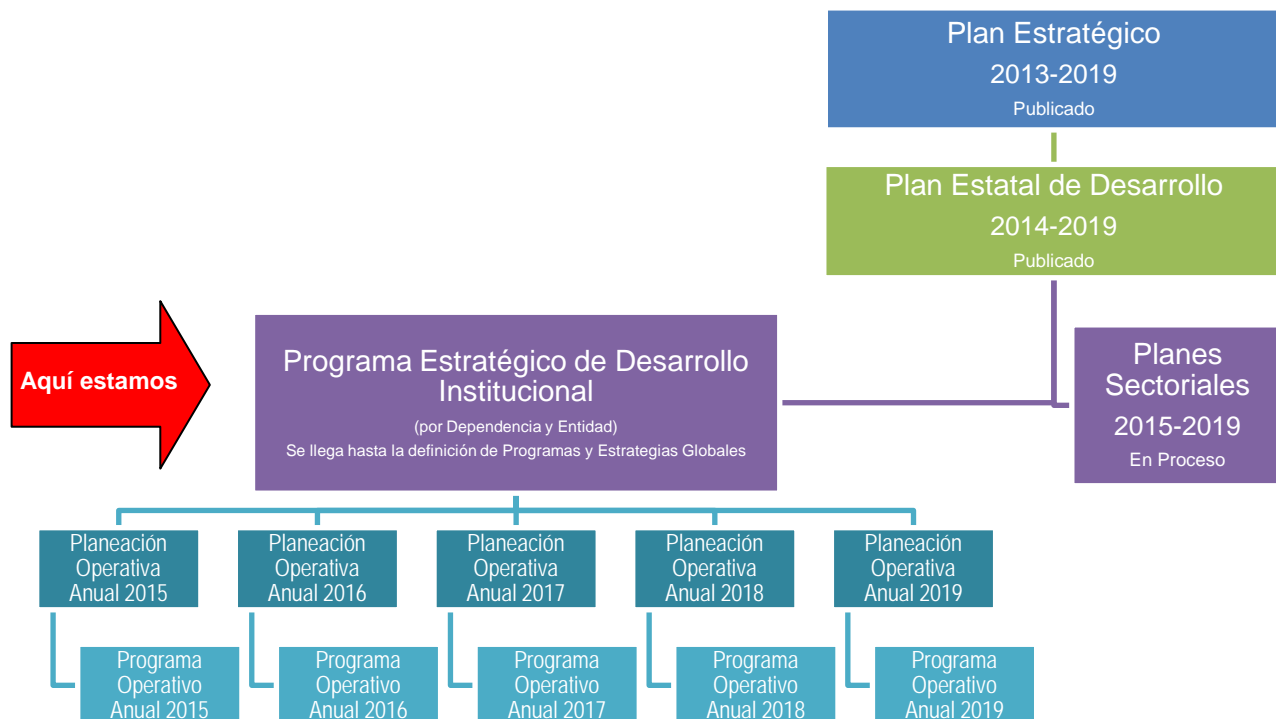 Plan Estratégico
2013-2019
Publicado
Plan Estatal de Desarrollo
2014-2019
Publicado
Aquí estamos
Programa Estratégico de Desarrollo
Institucional
(por Dependencia y Entidad)
Se llega hasta la definición de Programas y Estrategias Globales
Planes
Sectoriales
2015-2019
En Proceso
Planeación
Operativa
Anual 2015
Planeación
Operativa
Anual 2016
Planeación
Operativa
Anual 2017
Planeación
Operativa
Anual 2018
Planeación
Operativa
Anual 2019
Programa
Operativo
Anual 2015
Programa
Operativo
Anual 2016
Programa
Operativo
Anual 2017
Programa
Operativo
Anual 2018
Programa
Operativo
Anual 2019